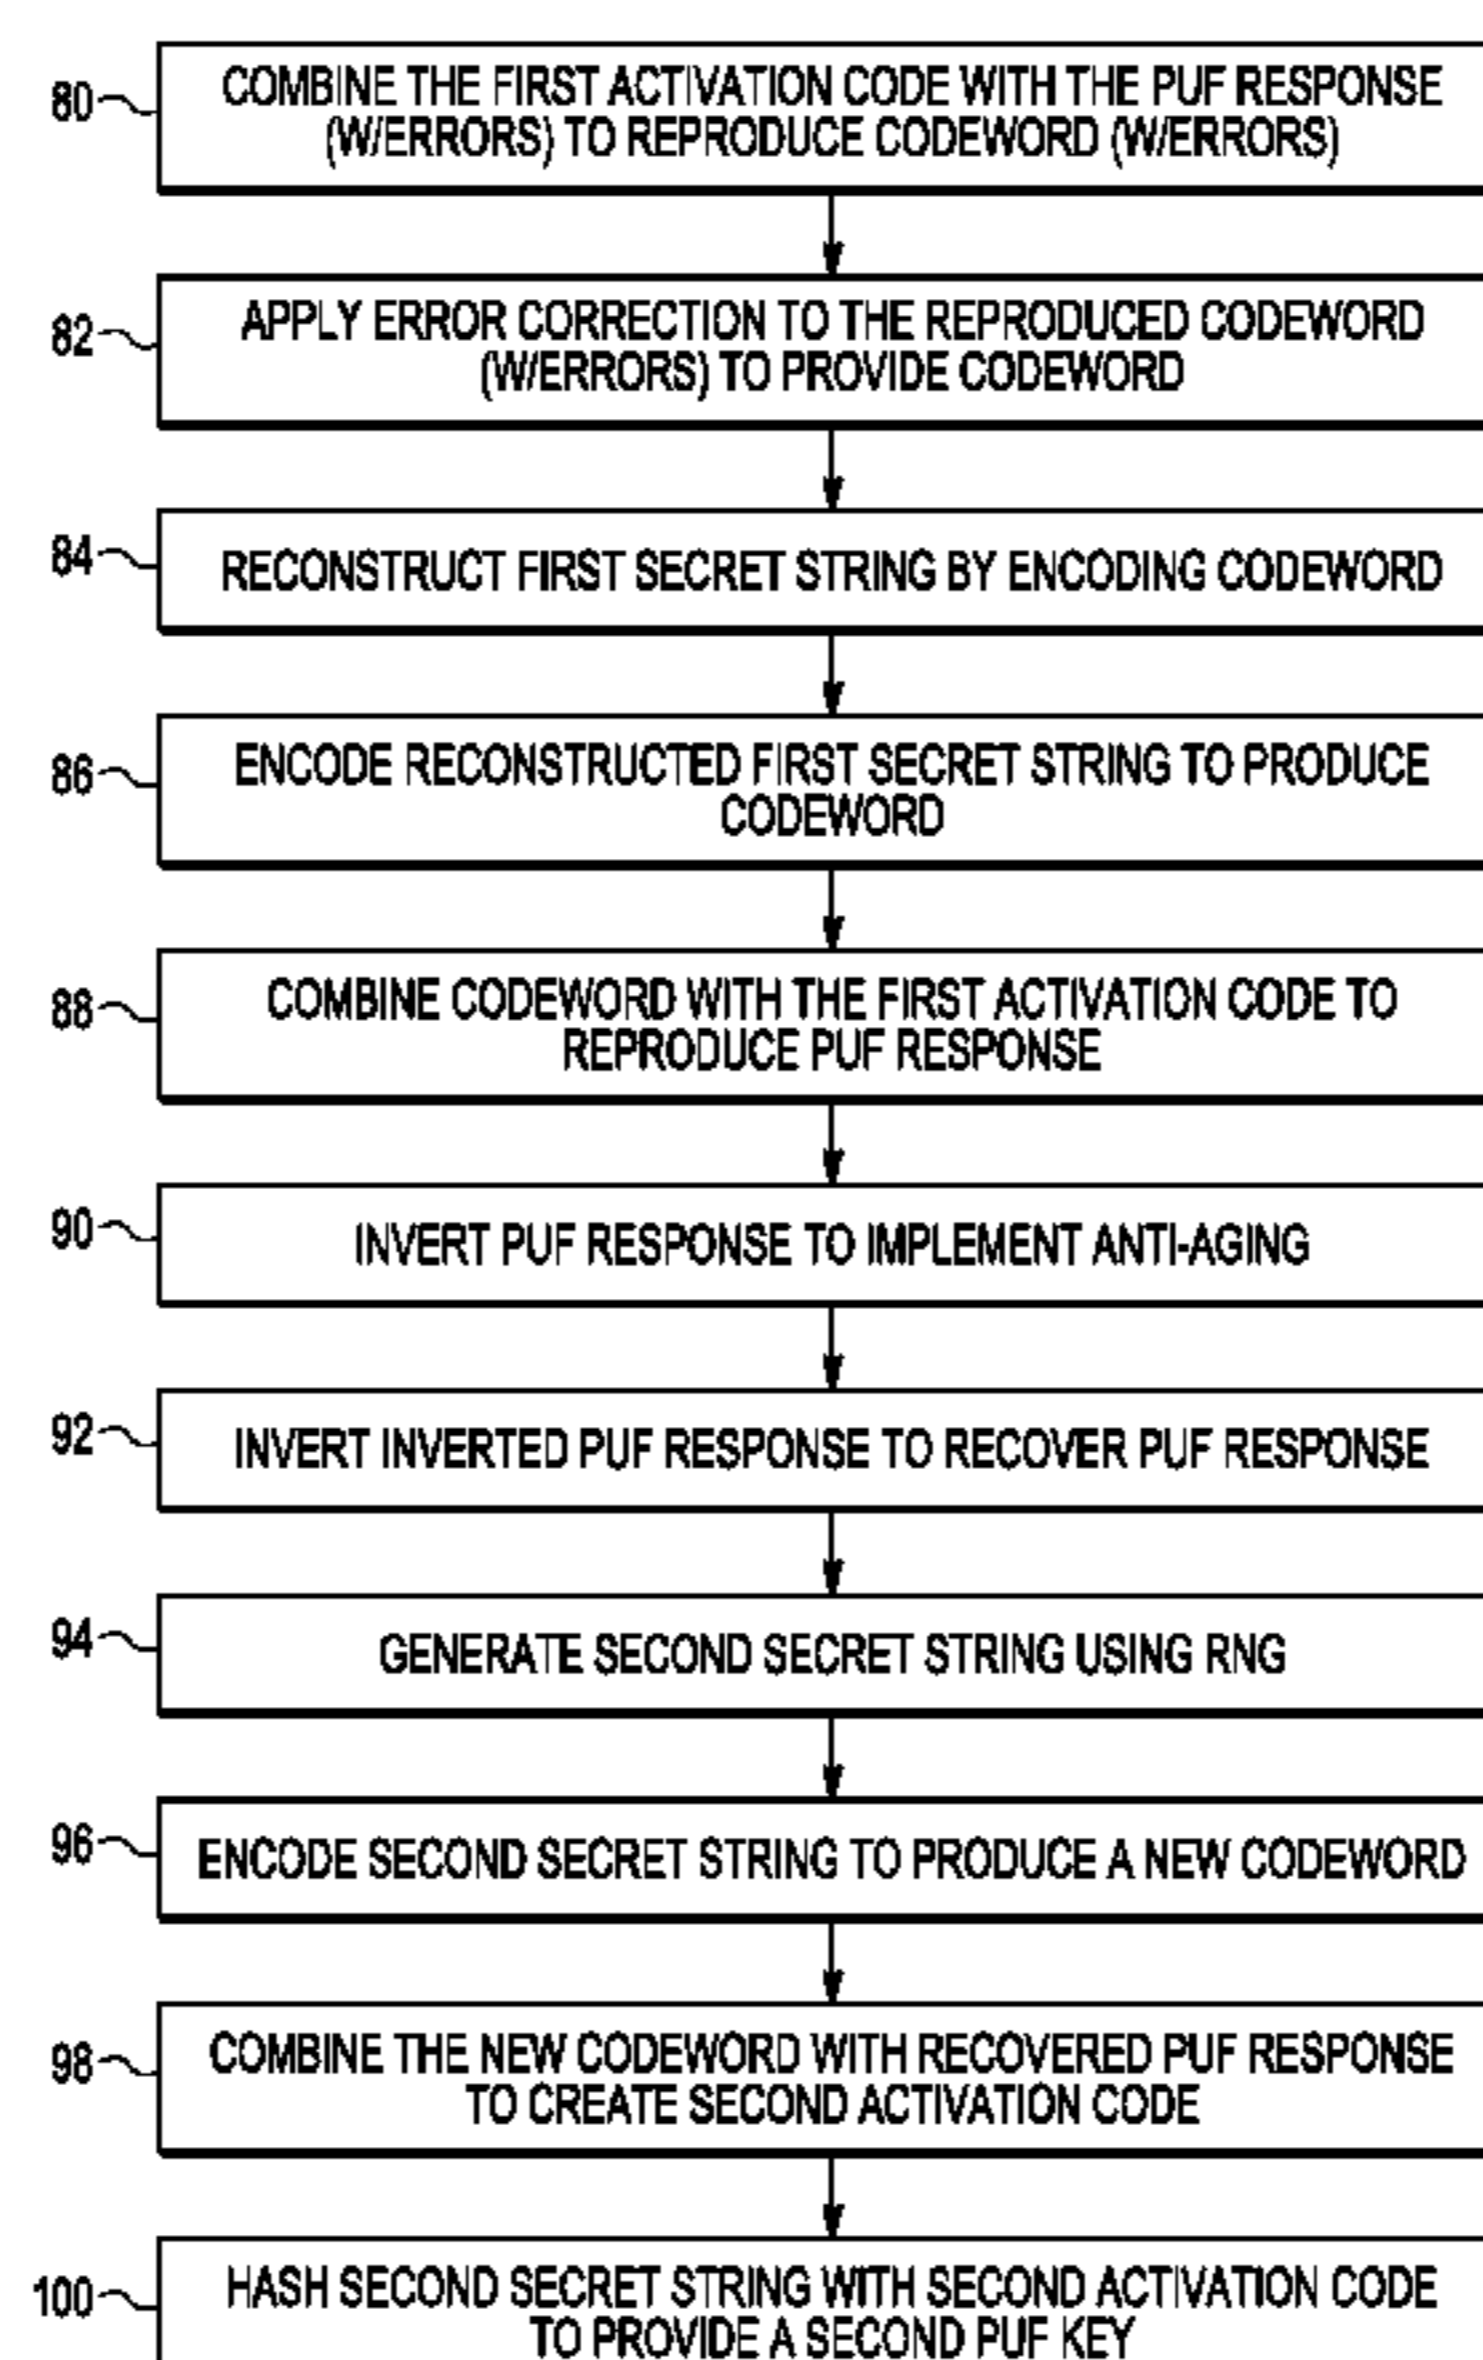 80
COMBINE THE FIRST ACTIVATION CODE WITH THE PUF RESPONSE
(W/ERRORS) TO REPRODUCE CODEWORD (W/ERRORS)
82
APPLY ERROR CORRECTION TO THE REPRODUCED CODEWORD
(W/ERRORS) TO PROVIDE CODEWORD
84
RECONSTRUCT FIRST SECRET STRING BY ENCODING CODEWORD
86
ENCODE RECONSTRUCTED FIRST SECRET STRING TO PRODUCE
CODEWORD
88
COMBINE CODEWORD WITH THE FIRST ACTIVATION CODE TO
REPRODUCE PUF RESPONSE
90
INVERT PUF RESPONSE TO IMPLEMENT ANTI-AGING
92
INVERT INVERTED PUF RESPONSE TO RECOVER PUF RESPONSE
94
GENERATE SECOND SECRET STRING USING RNG
96
ENCODE SECOND SECRET STRING TO PRODUCE A NEW CODEWORD
98
COMBINE THE NEW CODEWORD WITH RECOVERED PUF RESPONSE
TO CREATE SECOND ACTIVATION CODE
100
HASH SECOND SECRET STRING WITH SECOND ACTIVATION CODE
TO PROVIDE A SECOND PUF KEY